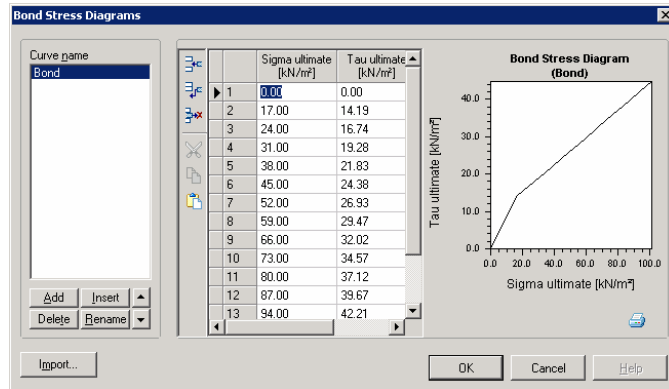 Bond Stress Diagrams
Curve name
Bond
Add Insert
Delete Rename
Import...
Sigma ultimate [kN/m²] Tau ultimate [kN/m²]
1 0.00 0.00
2 17.00 14.19
3 24.00 16.74
4 31.00 19.28
5 38.00 21.83
6 45.00 24.38
7 52.00 26.93
8 59.00 29.47
9 66.00 32.02
10 73.00 34.57
11 80.00 37.12
12 87.00 39.67
13 94.00 42.21
Bond Stress Diagram
(Bond)
Tau ultimate [kN/m²]
40.0
30.0
20.0
10.0
0.0
0.0 20.0 40.0 60.0 80.0 100.0
Sigma ultimate [kN/m²]
OK Cancel Help